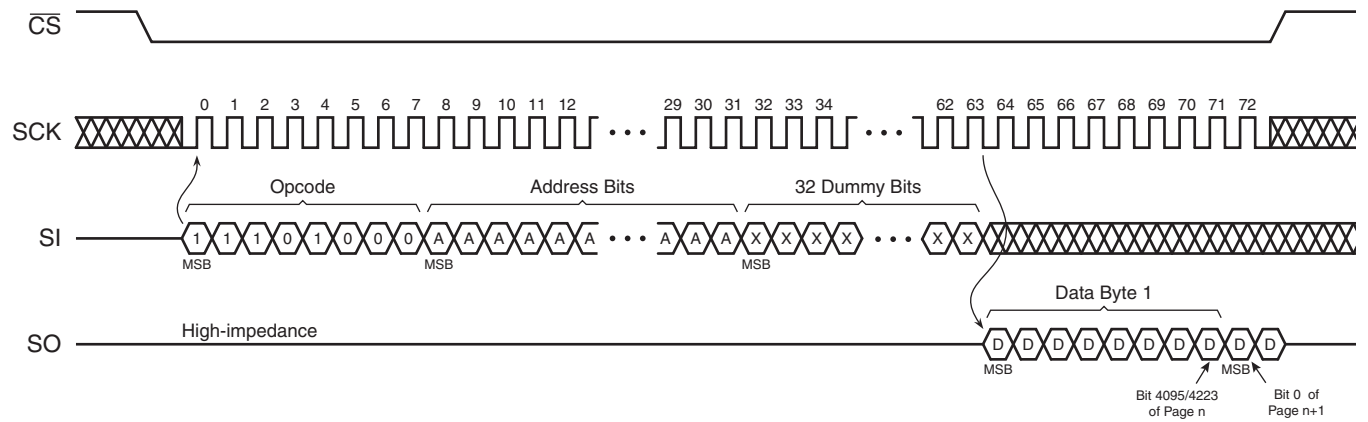 CS
0 1 2 3 4 5 6 7 8 9 10 11 12 29 30 31 32 33 34 62 63 64 65 66 67 68 69 70 71 72
SCK
Opcode Address Bits 32 Dummy Bits
SI 1 1 1 0 1 0 0 0 A A A A A A A A A X X X X X X
MSB MSB MSB
Data Byte 1
High-impedance
SO D D D D D D D D D D
MSB MSB
Bit 4095/4223 Bit 0 of
of Page n Page n+1